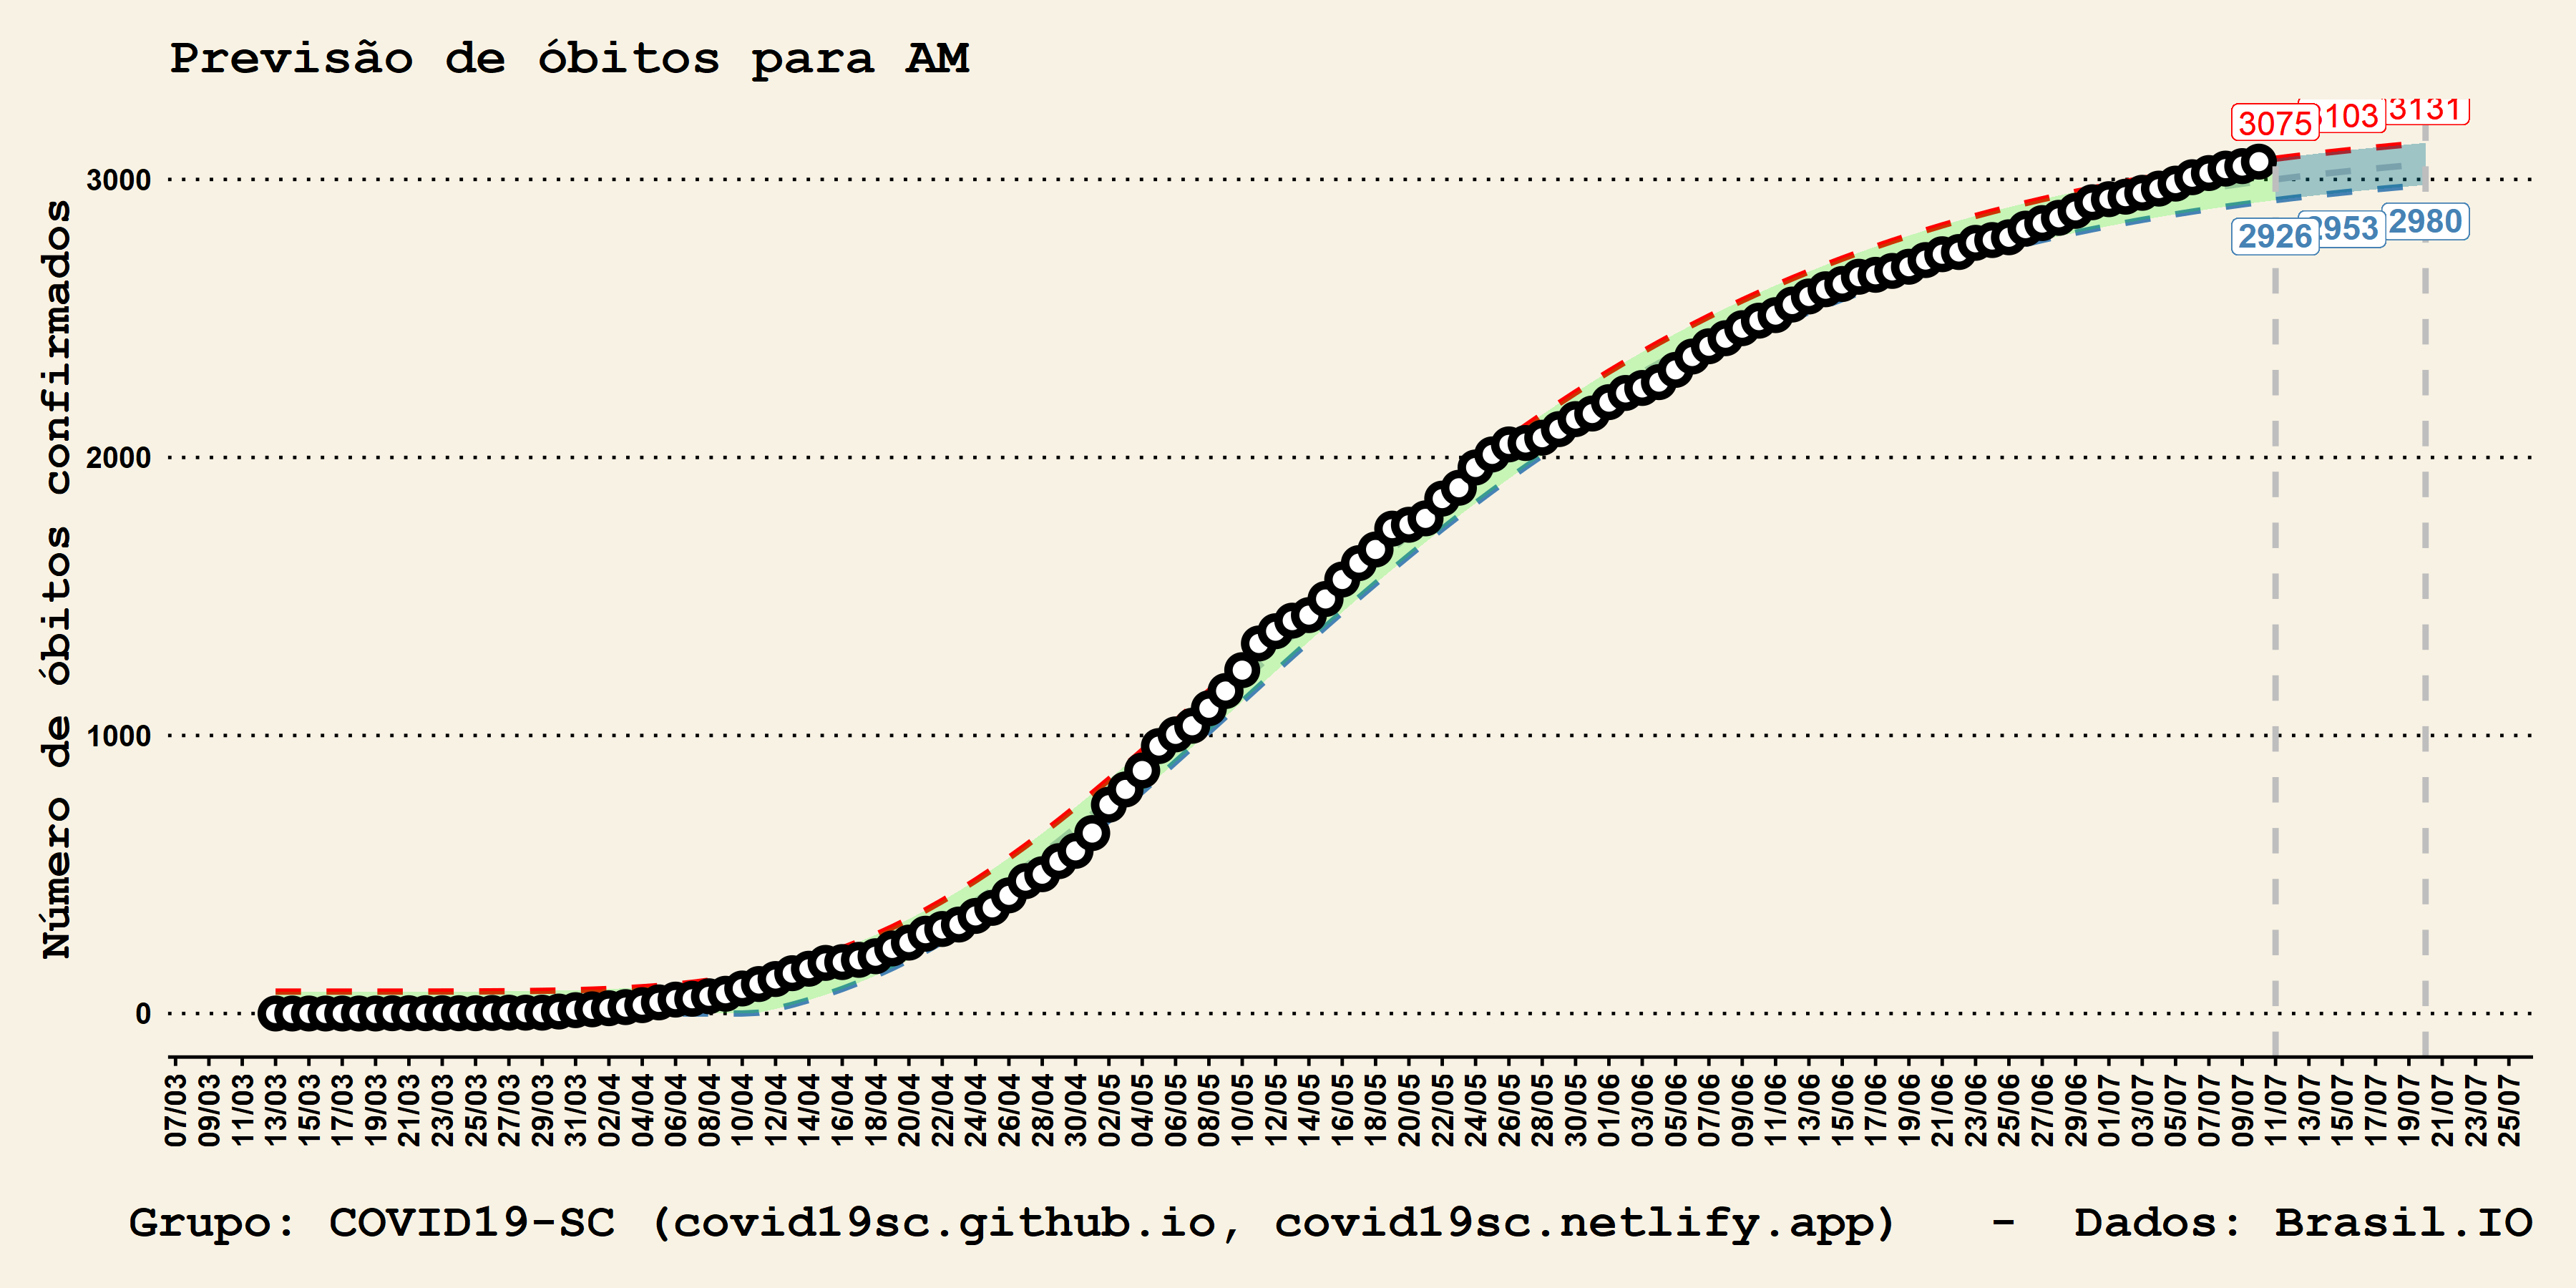 Previsão de óbitos para AM
Número de óbitos confirmados
3000
2000
1000
0
3075
103
3131
2926
2953
2980
07/03 09/03 11/03 13/03 15/03 17/03 19/03 21/03 23/03 25/03 27/03 29/03 31/03 02/04 04/04 06/04 08/04 10/04 12/04 14/04 16/04 18/04 20/04 22/04 24/04 26/04 28/04 30/04 02/05 04/05 06/05 08/05 10/05 12/05 14/05 16/05 18/05 20/05 22/05 24/05 26/05 28/05 30/05 01/06 03/06 05/06 07/06 09/06 11/06 13/06 15/06 17/06 19/06 21/06 23/06 25/06 27/06 29/06 01/07 03/07 05/07 07/07 09/07 11/07 13/07 15/07 17/07 19/07 21/07 23/07 25/07
Grupo: COVID19-SC (covid19sc.github.io, covid19sc.netlify.app) - Dados: Brasil.IO